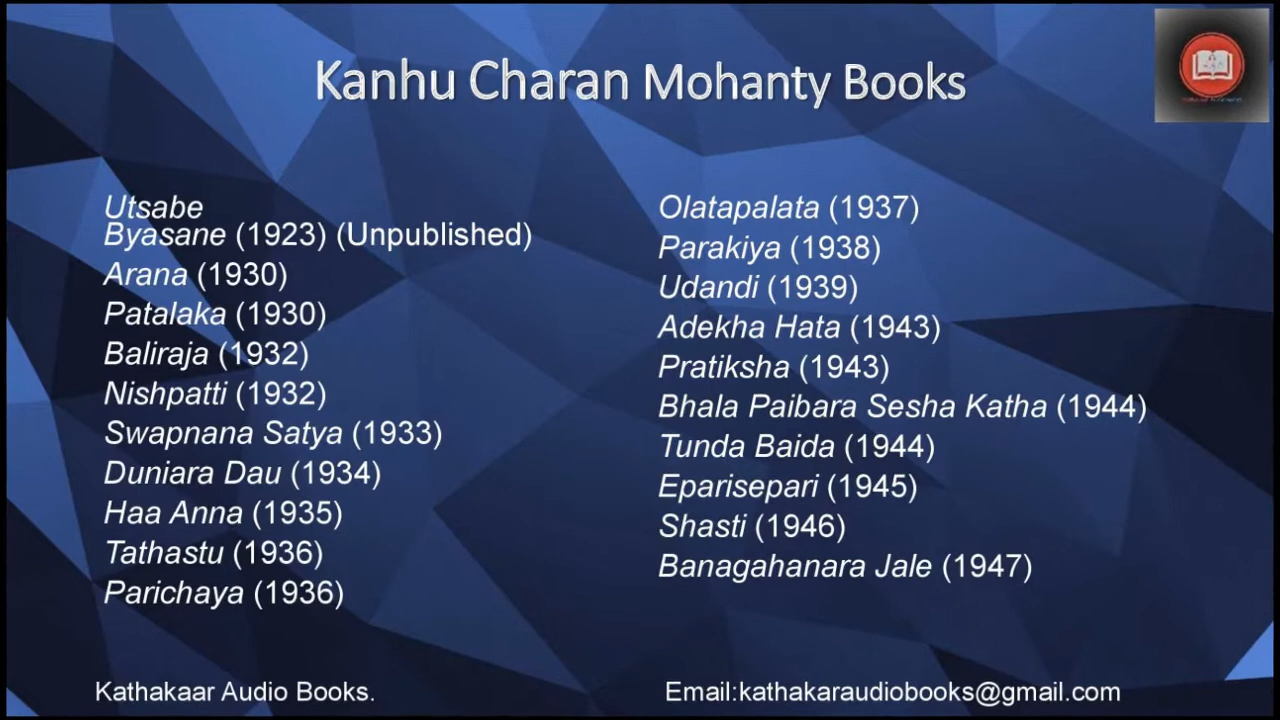 Kanhu Charan Mohanty Books
Utsabe
Byasane (1923) (Unpublished)
Arana (1930)
Patalaka (1930)
Baliraja (1932)
Nishpatti (1932)
Swapnana Satya (1933)
Duniara Dau (1934)
Haa Anna (1935)
Tathastu (1936)
Parichaya (1936)
Olatapalata (1937)
Parakiya (1938)
Udandi (1939)
Adekha Hata (1943)
Pratiksha (1943)
Bhala Paibara Sesha Katha (1944)
Tunda Baida (1944)
Eparisepari (1945)
Shasti (1946)
Banagahanara Jale (1947)
Kathakaar Audio Books.
Email:kathakaraudiobooks@gmail.com